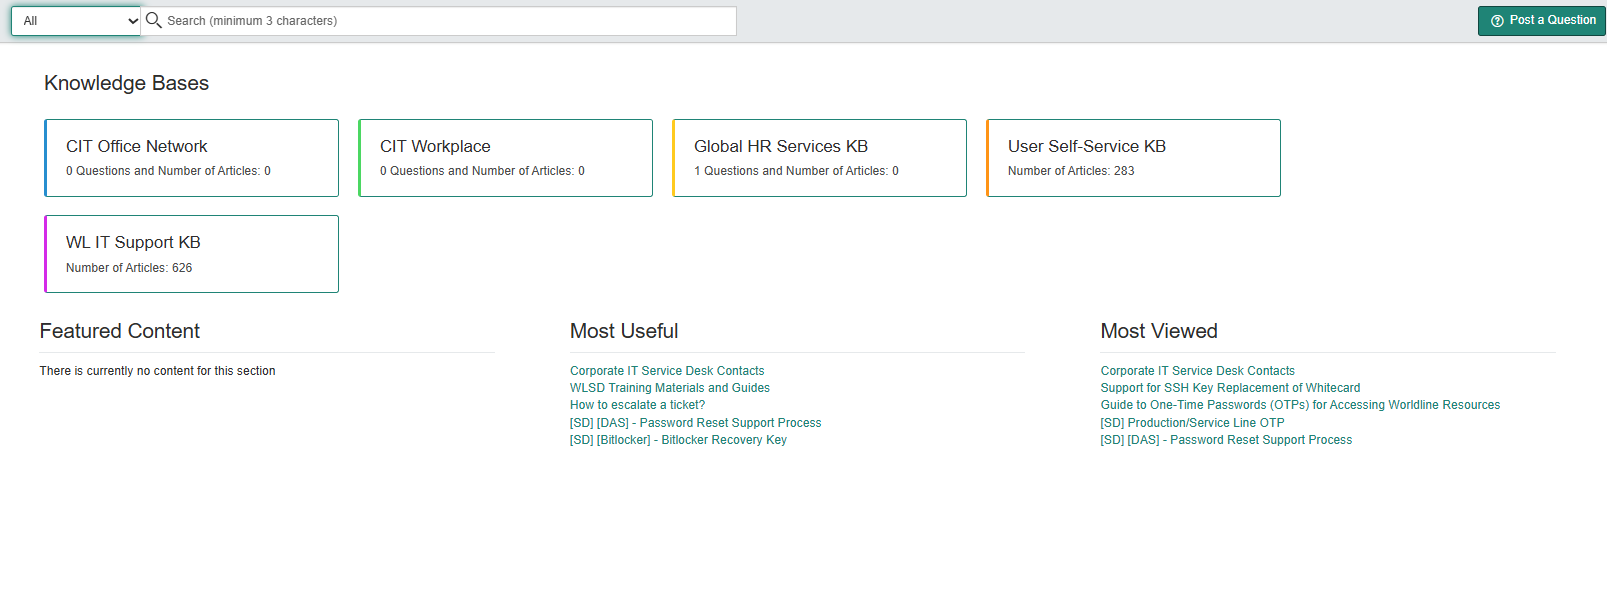 All
Search (minimum 3 characters)
Post a Question
Knowledge Bases
CIT Office Network
0 Questions and Number of Articles: 0
CIT Workplace
0 Questions and Number of Articles: 0
Global HR Services KB
1 Questions and Number of Articles: 0
User Self-Service KB
Number of Articles: 283
WL IT Support KB
Number of Articles: 626
Featured Content
There is currently no content for this section
Most Useful
Corporate IT Service Desk Contacts
WLSD Training Materials and Guides
How to escalate a ticket?
[SD] [DAS] - Password Reset Support Process
[SD] [Bitlocker] - Bitlocker Recovery Key
Most Viewed
Corporate IT Service Desk Contacts
Support for SSH Key Replacement of Whitecard
Guide to One-Time Passwords (OTPs) for Accessing Worldline Resources
[SD] Production/Service Line OTP
[SD] [DAS] - Password Reset Support Process